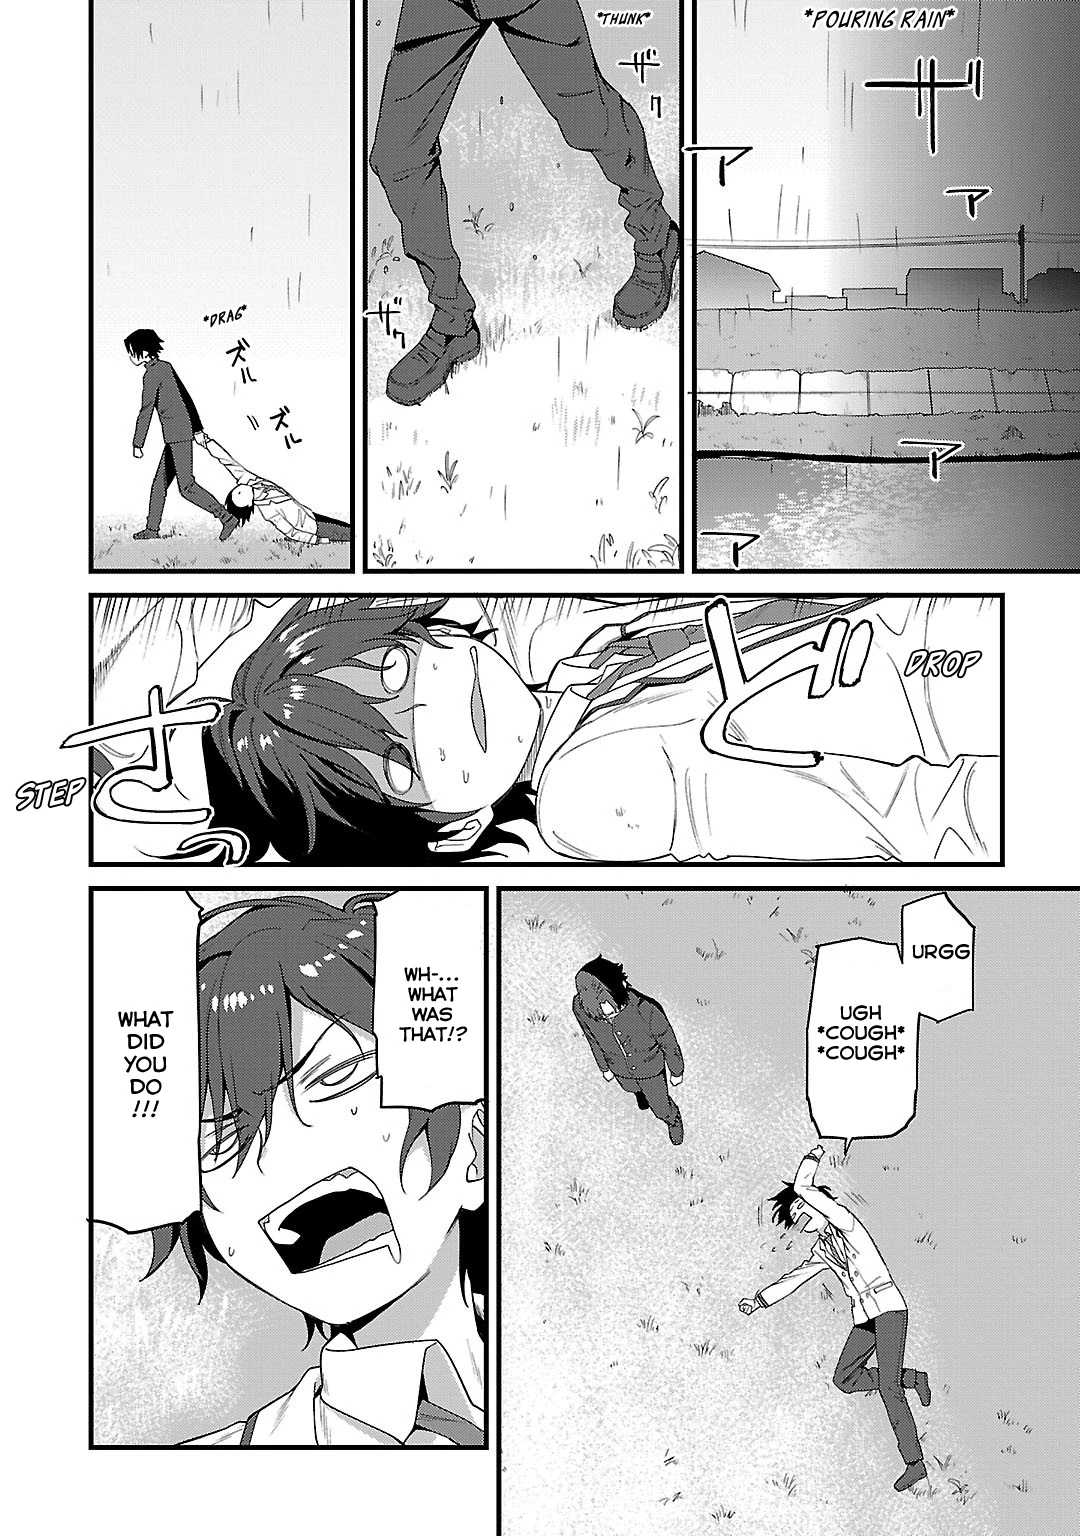 *POURING RAIN*
ザ
ア
ア
ア
ア
*THUNK*
ザク
ザク
*DRAG*
ズル
ズル
DROP
ドサっ
STEP
URGG
UGH
*COUGH*
*COUGH*
WH-...
WHAT
WAS
THAT!?
WHAT
DID
YOU
DO
!!!